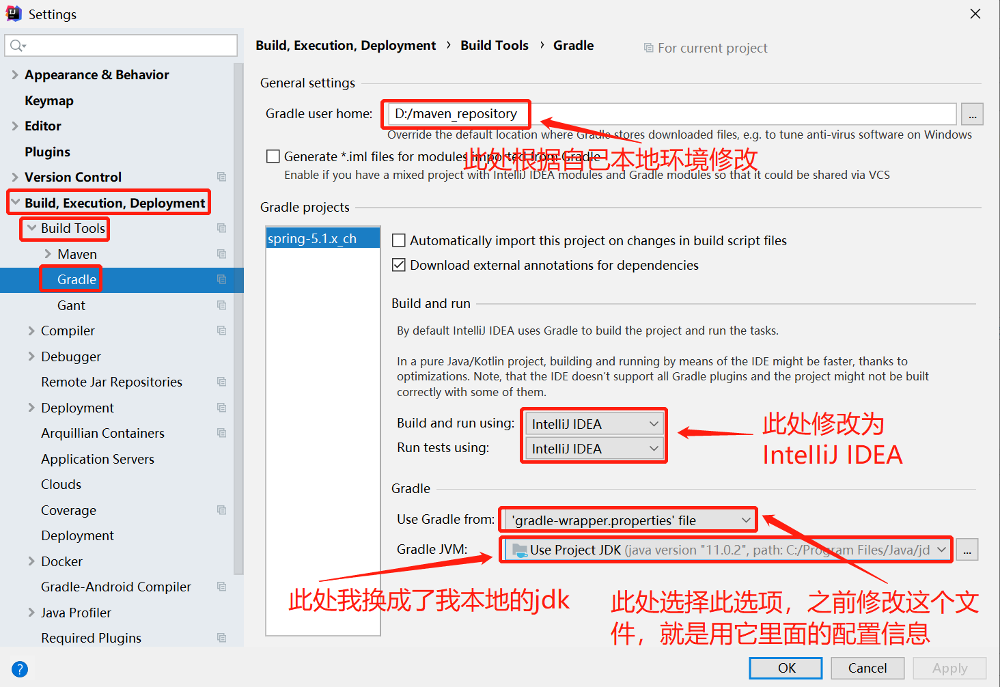 Settings
Build, Execution, Deployment › Build Tools › Gradle
For current project
Appearance & Behavior
Keymap
Editor
Plugins
Version Control
Build, Execution, Deployment
Build Tools
Maven
Gradle
Gant
Compiler
Debugger
Remote Jar Repositories
Deployment
Arquillian Containers
Application Servers
Clouds
Coverage
Deployment
Docker
Gradle-Android Compiler
Java Profiler
Required Plugins
General settings
Gradle user home: D:/maven_repository ...
Override the default location where Gradle stores downloaded files, e.g. to tune anti-virus software on Windows
此处根据自己本地环境修改
Generate *.iml files for modules imported from Gradle
Enable if you have a mixed project with IntelliJ IDEA modules and Gradle modules so that it could be shared via VCS
Gradle projects
spring-5.1.x_ch
Automatically import this project on changes in build script files
Download external annotations for dependencies
Build and run
By default IntelliJ IDEA uses Gradle to build the project and run the tasks.
In a pure Java/Kotlin project, building and running by means of the IDE might be faster, thanks to
optimizations. Note, that the IDE doesn't support all Gradle plugins and the project might not be built
correctly with some of them.
Build and run using: IntelliJ IDEA
Run tests using: IntelliJ IDEA
此处修改为
IntelliJ IDEA
Gradle
Use Gradle from: 'gradle-wrapper.properties' file
Gradle JVM: Use Project JDK (java version "11.0.2", path: C:/Program Files/Java/jd ...
此处我换成了我本地的jdk
此处选择此选项，之前修改这个文
件，就是用它里面的配置信息
?
OK
Cancel
Apply